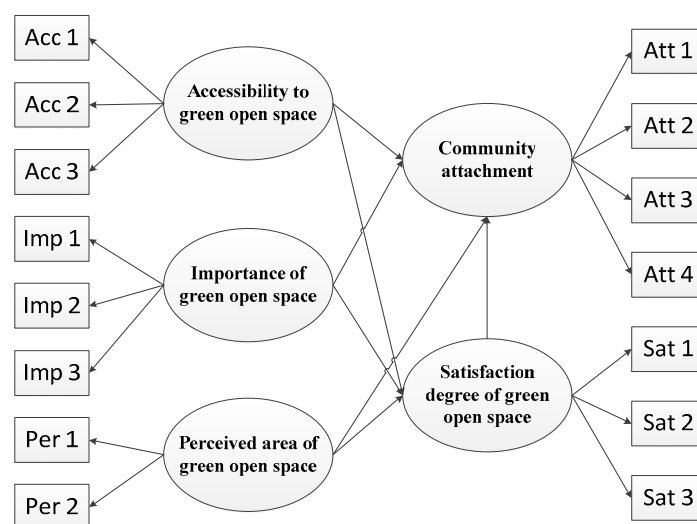 Acc 1
Acc 2
Acc 3
Imp 1
Imp 2
Imp 3
Per 1
Per 2
Accessibility to
green open space
Importance of
green open space
Perceived area of
green open space
Community
attachment
Satisfaction
degree of green
open space
Att 1
Att 2
Att 3
Att 4
Sat 1
Sat 2
Sat 3